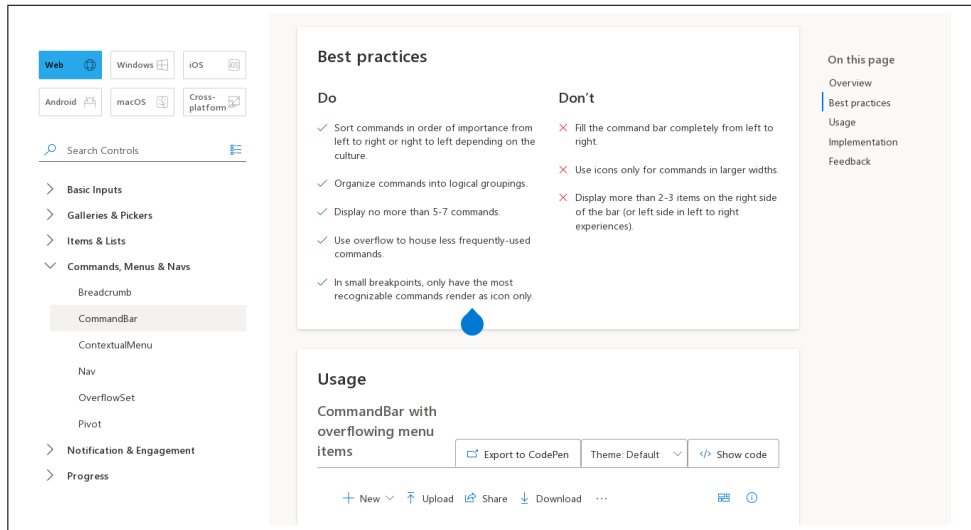 Web
Windows
iOS
Android
macOS
Cross-
platform
Search Controls
Basic Inputs
Galleries & Pickers
Items & Lists
Commands, Menus & Navs
Breadcrumb
CommandBar
ContextualMenu
Nav
OverflowSet
Pivot
Notification & Engagement
Progress
Best practices
Do
Sort commands in order of importance from
left to right or right to left depending on the
culture.
Organize commands into logical groupings.
Display no more than 5-7 commands.
Use overflow to house less frequently-used
commands.
In small breakpoints, only have the most
recognizable commands render as icon only.
Don't
Fill the command bar completely from left to
right.
Use icons only for commands in larger widths.
Display more than 2-3 items on the right side
of the bar (or left side in left to right
experiences).
Usage
CommandBar with
overflowing menu
items
Export to CodePen
Theme: Default
</> Show code
New
Upload
Share
Download
···
On this page
Overview
Best practices
Usage
Implementation
Feedback